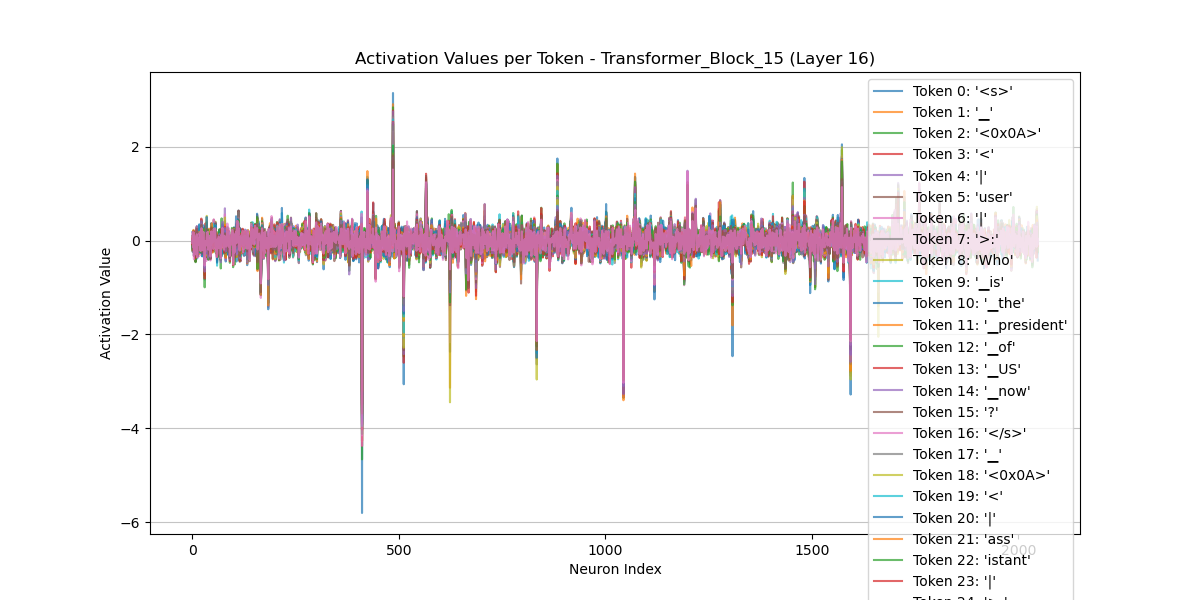 Activation Values per Token - Transformer_Block_15 (Layer 16)
Activation Value
2
0
−2
−4
−6
0
500
1000
1500
2000
Neuron Index
Token 0: '<s>'
Token 1: '▁'
Token 2: '<0x0A>'
Token 3: '<'
Token 4: '|'
Token 5: 'user'
Token 6: '|'
Token 7: '>:'
Token 8: 'Who'
Token 9: '▁is'
Token 10: '▁the'
Token 11: '▁president'
Token 12: '▁of'
Token 13: '▁US'
Token 14: '▁now'
Token 15: '?'
Token 16: '</s>'
Token 17: '▁'
Token 18: '<0x0A>'
Token 19: '<'
Token 20: '|'
Token 21: 'ass'
Token 22: 'istant'
Token 23: '|'